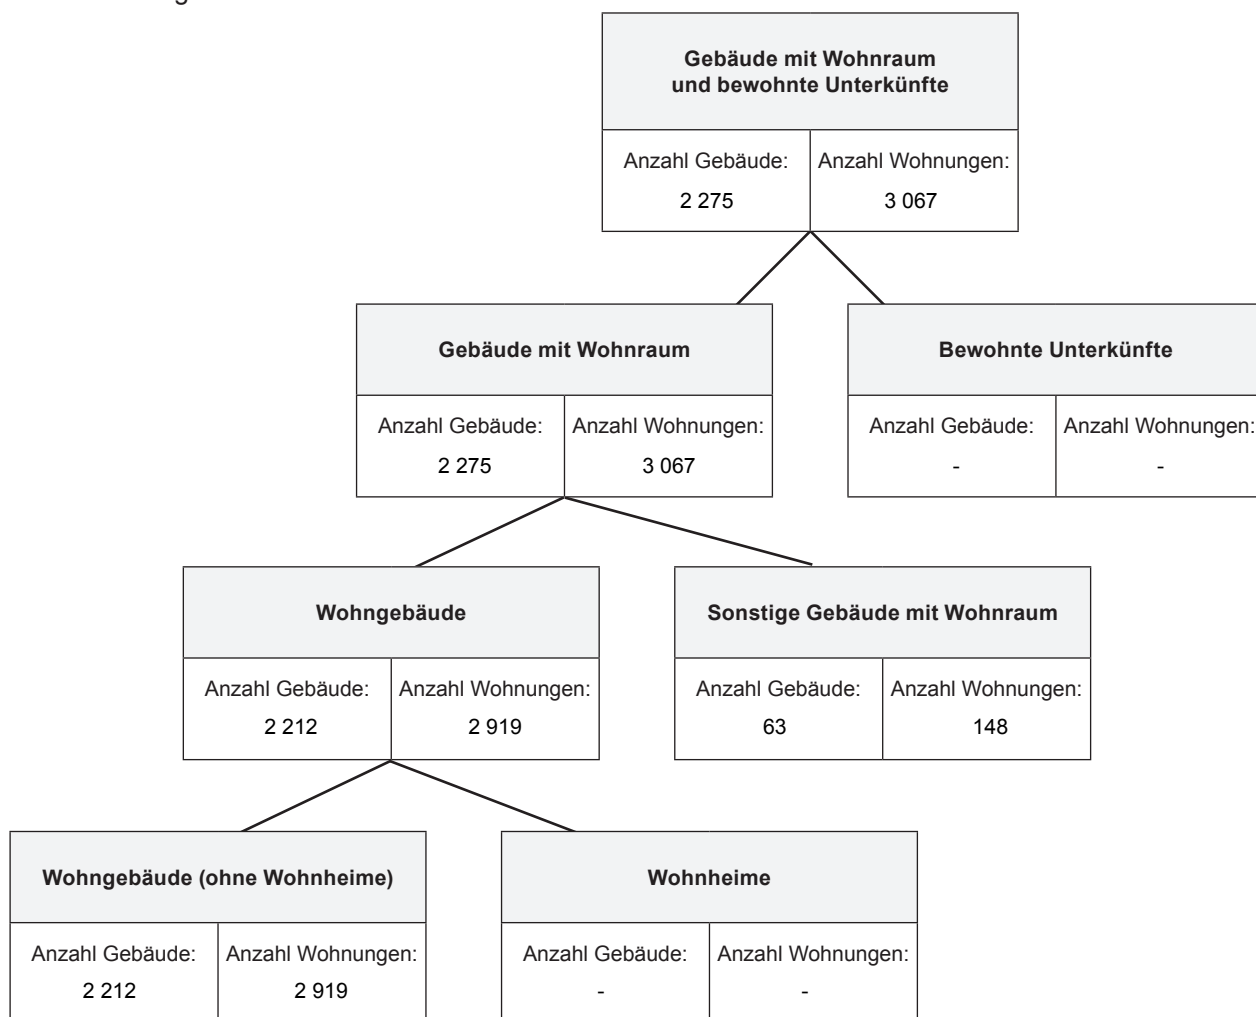 Gebäude mit Wohnraum
und bewohnte Unterkünfte
Anzahl Gebäude: Anzahl Wohnungen:
2 275 3 067
Gebäude mit Wohnraum
Bewohnte Unterkünfte
Anzahl Gebäude: Anzahl Wohnungen:
2 275 3 067
Anzahl Gebäude: Anzahl Wohnungen:
- -
Wohngebäude
Sonstige Gebäude mit Wohnraum
Anzahl Gebäude: Anzahl Wohnungen:
2 212 2 919
Anzahl Gebäude: Anzahl Wohnungen:
63 148
Wohngebäude (ohne Wohnheime)
Wohnheime
Anzahl Gebäude: Anzahl Wohnungen:
2 212 2 919
Anzahl Gebäude: Anzahl Wohnungen:
- -